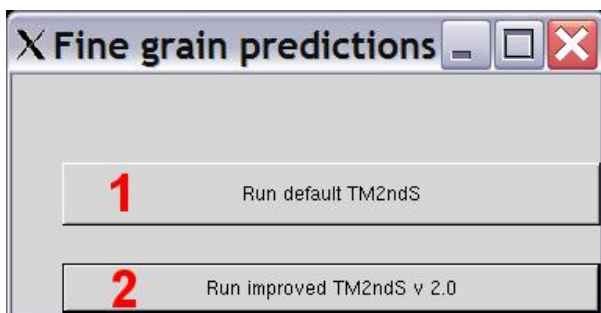 X Fine grain predictions
1 Run default TM2ndS
2 Run improved TM2ndS v 2.0